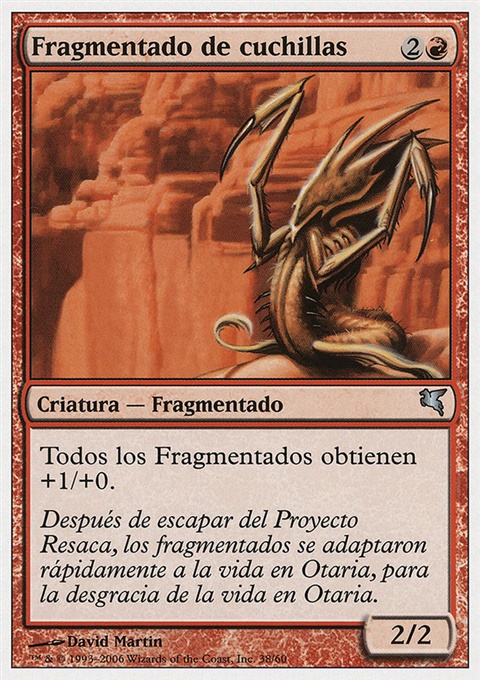 Fragmentado de cuchillas 2
Criatura — Fragmentado
Todos los Fragmentados obtienen
+1/+0.
Después de escapar del Proyecto
Resaca, los fragmentados se adaptaron
rápidamente a la vida en Otaria, para
la desgracia de la vida en Otaria.
David Martin
2/2
™ & © 1993–2006 Wizards of the Coast, Inc. 38/60